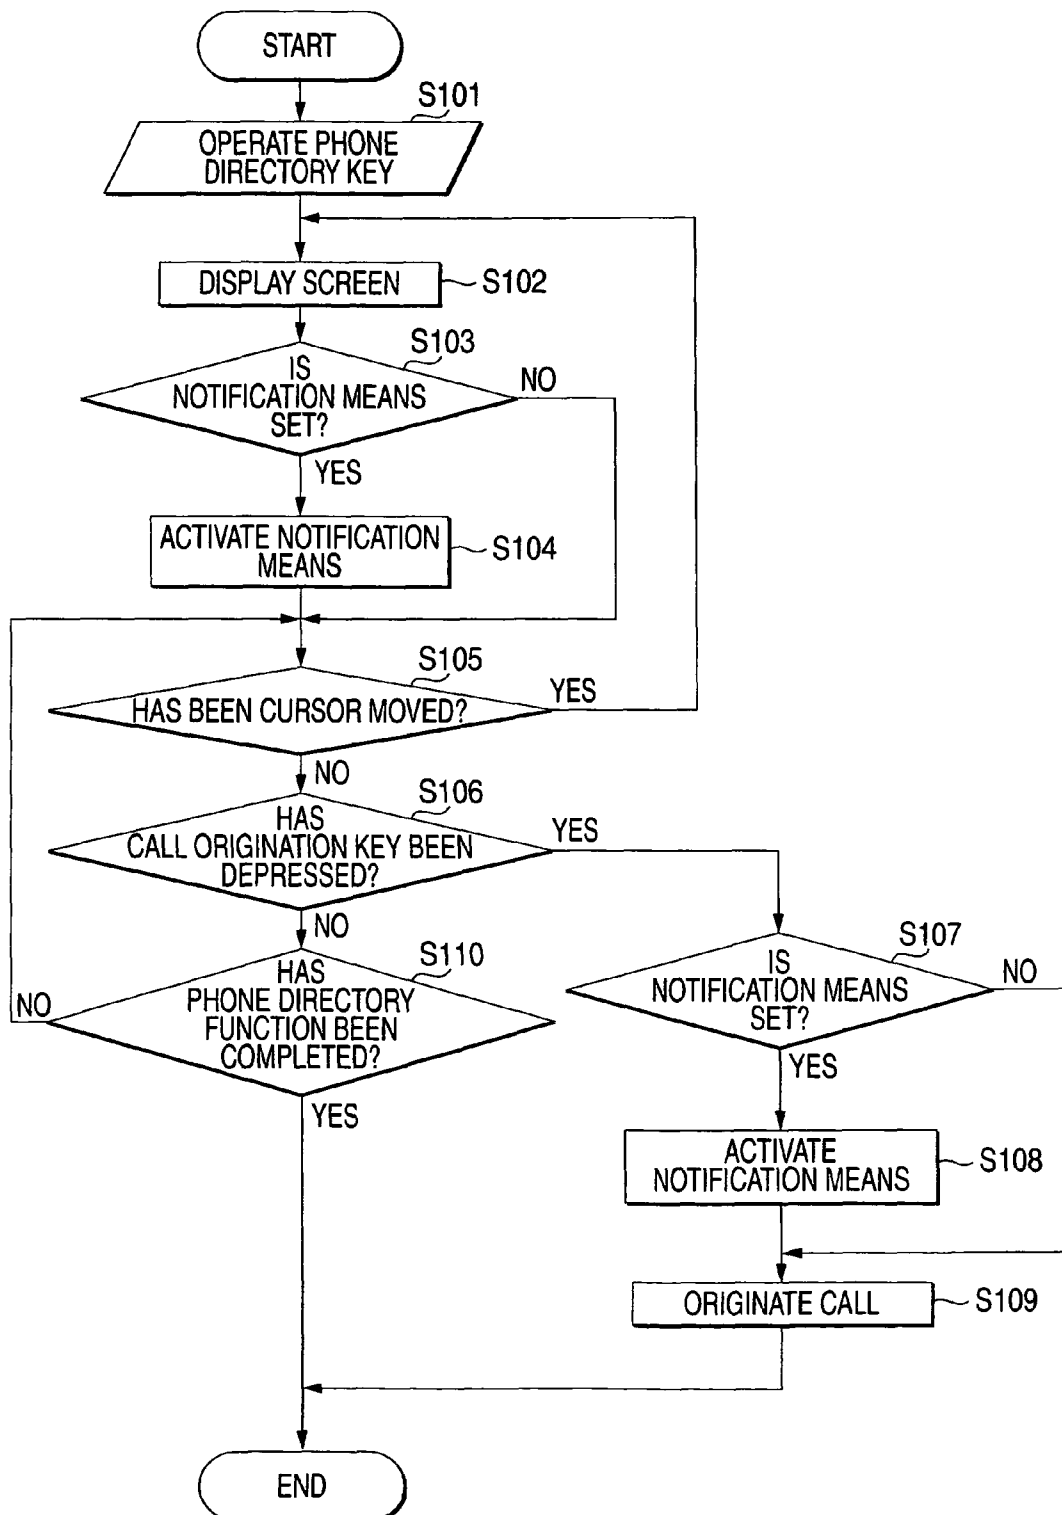 START
S101
OPERATE PHONE
DIRECTORY KEY
DISPLAY SCREEN
S102
S103
IS
NOTIFICATION MEANS
SET?
NO
YES
ACTIVATE NOTIFICATION
MEANS
S104
S105
HAS BEEN CURSOR MOVED?
YES
NO
S106
HAS
CALL ORIGINATION KEY BEEN
DEPRESSED?
YES
NO
S110
HAS
PHONE DIRECTORY
FUNCTION BEEN
COMPLETED?
NO
YES
S107
IS
NOTIFICATION MEANS
SET?
NO
YES
ACTIVATE
NOTIFICATION MEANS
S108
ORIGINATE CALL
S109
END